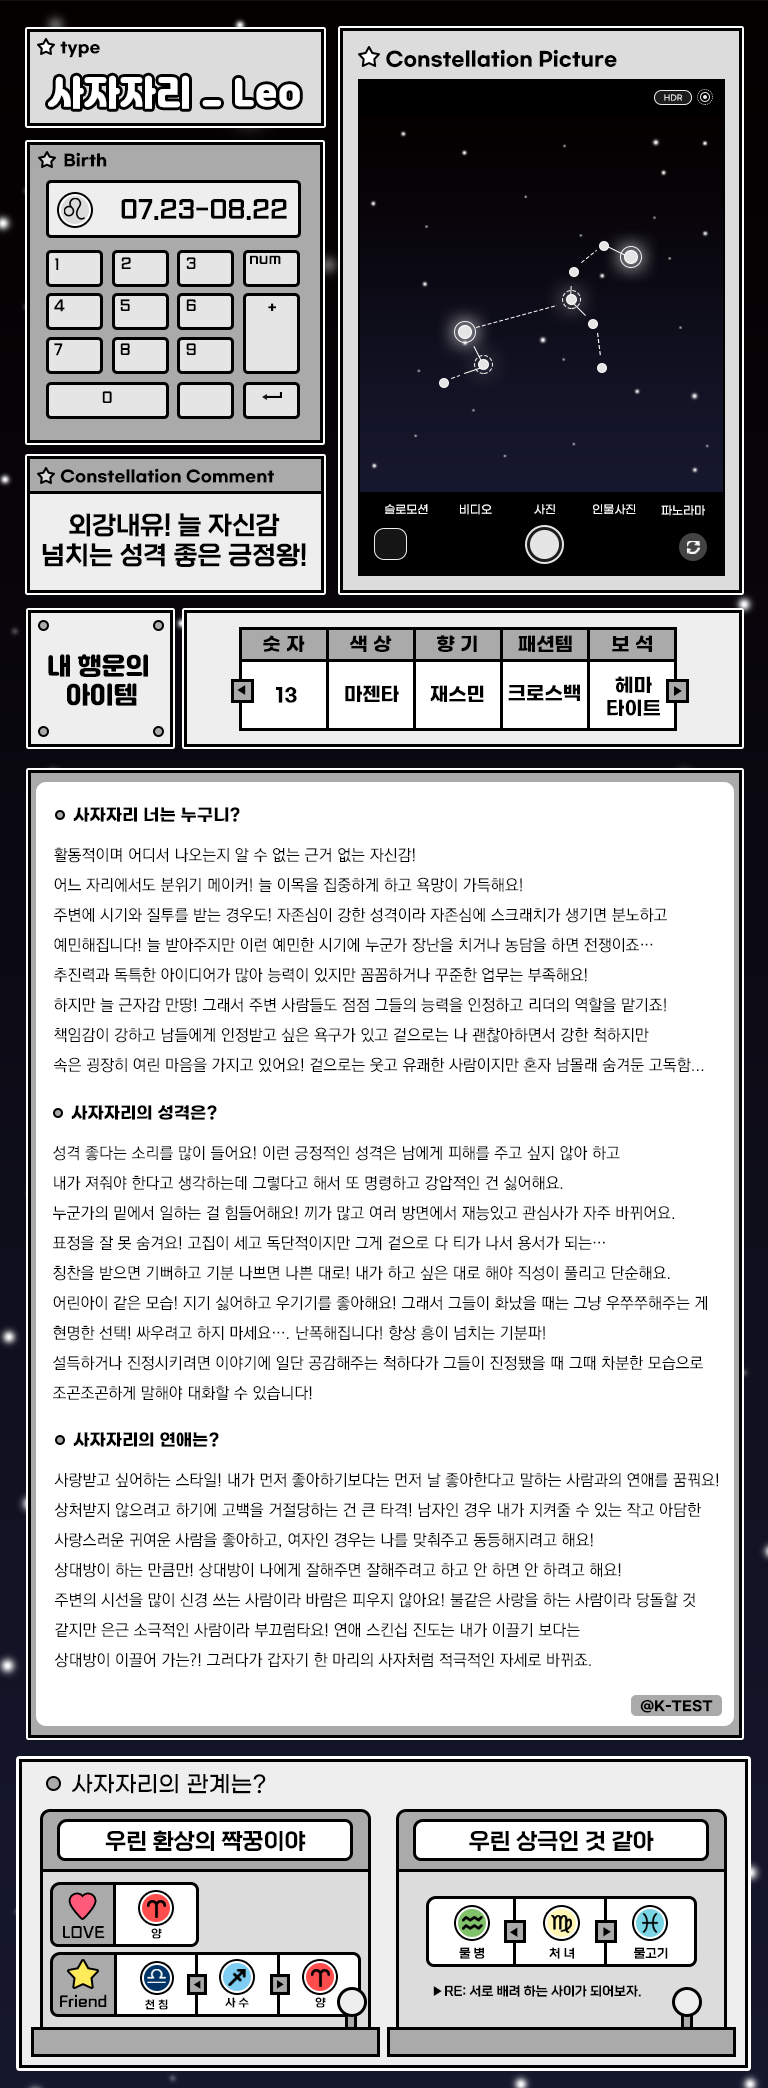 type
사자자리 _ Leo
Birth
07.23-08.22
1
2
3
num
4
5
6
+
7
8
9
0
Constellation Comment
외강내유! 늘 자신감
넘치는 성격 좋은 긍정왕!
Constellation Picture
HDR
슬로모션 비디오 사진 인물사진 파노라마
내 행운의
아이템
숫 자 색 상 향 기 패션템 보 석
13 마젠타 재스민 크로스백 헤마
타이트
사자자리 너는 누구니?
활동적이며 어디서 나오는지 알 수 없는 근거 없는 자신감!
어느 자리에서도 분위기 메이커! 늘 이목을 집중하게 하고 욕망이 가득해요!
주변에 시기와 질투를 받는 경우도! 자존심이 강한 성격이라 자존심에 스크래치가 생기면 분노하고
예민해집니다! 늘 받아주지만 이런 예민한 시기에 누군가 장난을 치거나 농담을 하면 전쟁이죠…
추진력과 독특한 아이디어가 많아 능력이 있지만 꼼꼼하거나 꾸준한 업무는 부족해요!
하지만 늘 근자감 만땅! 그래서 주변 사람들도 점점 그들의 능력을 인정하고 리더의 역할을 맡기죠!
책임감이 강하고 남들에게 인정받고 싶은 욕구가 있고 겉으로는 나 괜찮아하면서 강한 척하지만
속은 굉장히 여린 마음을 가지고 있어요! 겉으로는 웃고 유쾌한 사람이지만 혼자 남몰래 숨겨둔 고독함...
사자자리의 성격은?
성격 좋다는 소리를 많이 들어요! 이런 긍정적인 성격은 남에게 피해를 주고 싶지 않아 하고
내가 져줘야 한다고 생각하는데 그렇다고 해서 또 명령하고 강압적인 건 싫어해요.
누군가의 밑에서 일하는 걸 힘들어해요! 끼가 많고 여러 방면에서 재능있고 관심사가 자주 바뀌어요.
표정을 잘 못 숨겨요! 고집이 세고 독단적이지만 그게 겉으로 다 티가 나서 용서가 되는…
칭찬을 받으면 기뻐하고 기분 나쁘면 나쁜 대로! 내가 하고 싶은 대로 해야 직성이 풀리고 단순해요.
어린아이 같은 모습! 지기 싫어하고 우기기를 좋아해요! 그래서 그들이 화났을 때는 그냥 우쭈쭈해주는 게
현명한 선택! 싸우려고 하지 마세요…. 난폭해집니다! 항상 흥이 넘치는 기분파!
설득하거나 진정시키려면 이야기에 일단 공감해주는 척하다가 그들이 진정됐을 때 그때 차분한 모습으로
조곤조곤하게 말해야 대화할 수 있습니다!
사자자리의 연애는?
사랑받고 싶어하는 스타일! 내가 먼저 좋아하기보다는 먼저 날 좋아한다고 말하는 사람과의 연애를 꿈꿔요!
상처받지 않으려고 하기에 고백을 거절당하는 건 큰 타격! 남자인 경우 내가 지켜줄 수 있는 작고 아담한
사랑스러운 귀여운 사람을 좋아하고, 여자인 경우는 나를 맞춰주고 동등해지려고 해요!
상대방이 하는 만큼만! 상대방이 나에게 잘해주면 잘해주려고 하고 안 하면 안 하려고 해요!
주변의 시선을 많이 신경 쓰는 사람이라 바람은 피우지 않아요! 불같은 사랑을 하는 사람이라 당돌할 것
같지만 은근 소극적인 사람이라 부끄럼타요! 연애 스킨십 진도는 내가 이끌기 보다는
상대방이 이끌어 가는?! 그러다가 갑자기 한 마리의 사자처럼 적극적인 자세로 바뀌죠.
@K-TEST
사자자리의 관계는?
우린 환상의 짝꿍이야
LOVE
양
Friend
천 칭 사 수 양
우린 상극인 것 같아
물 병 처 녀 물고기
▶RE: 서로 배려 하는 사이가 되어보자.